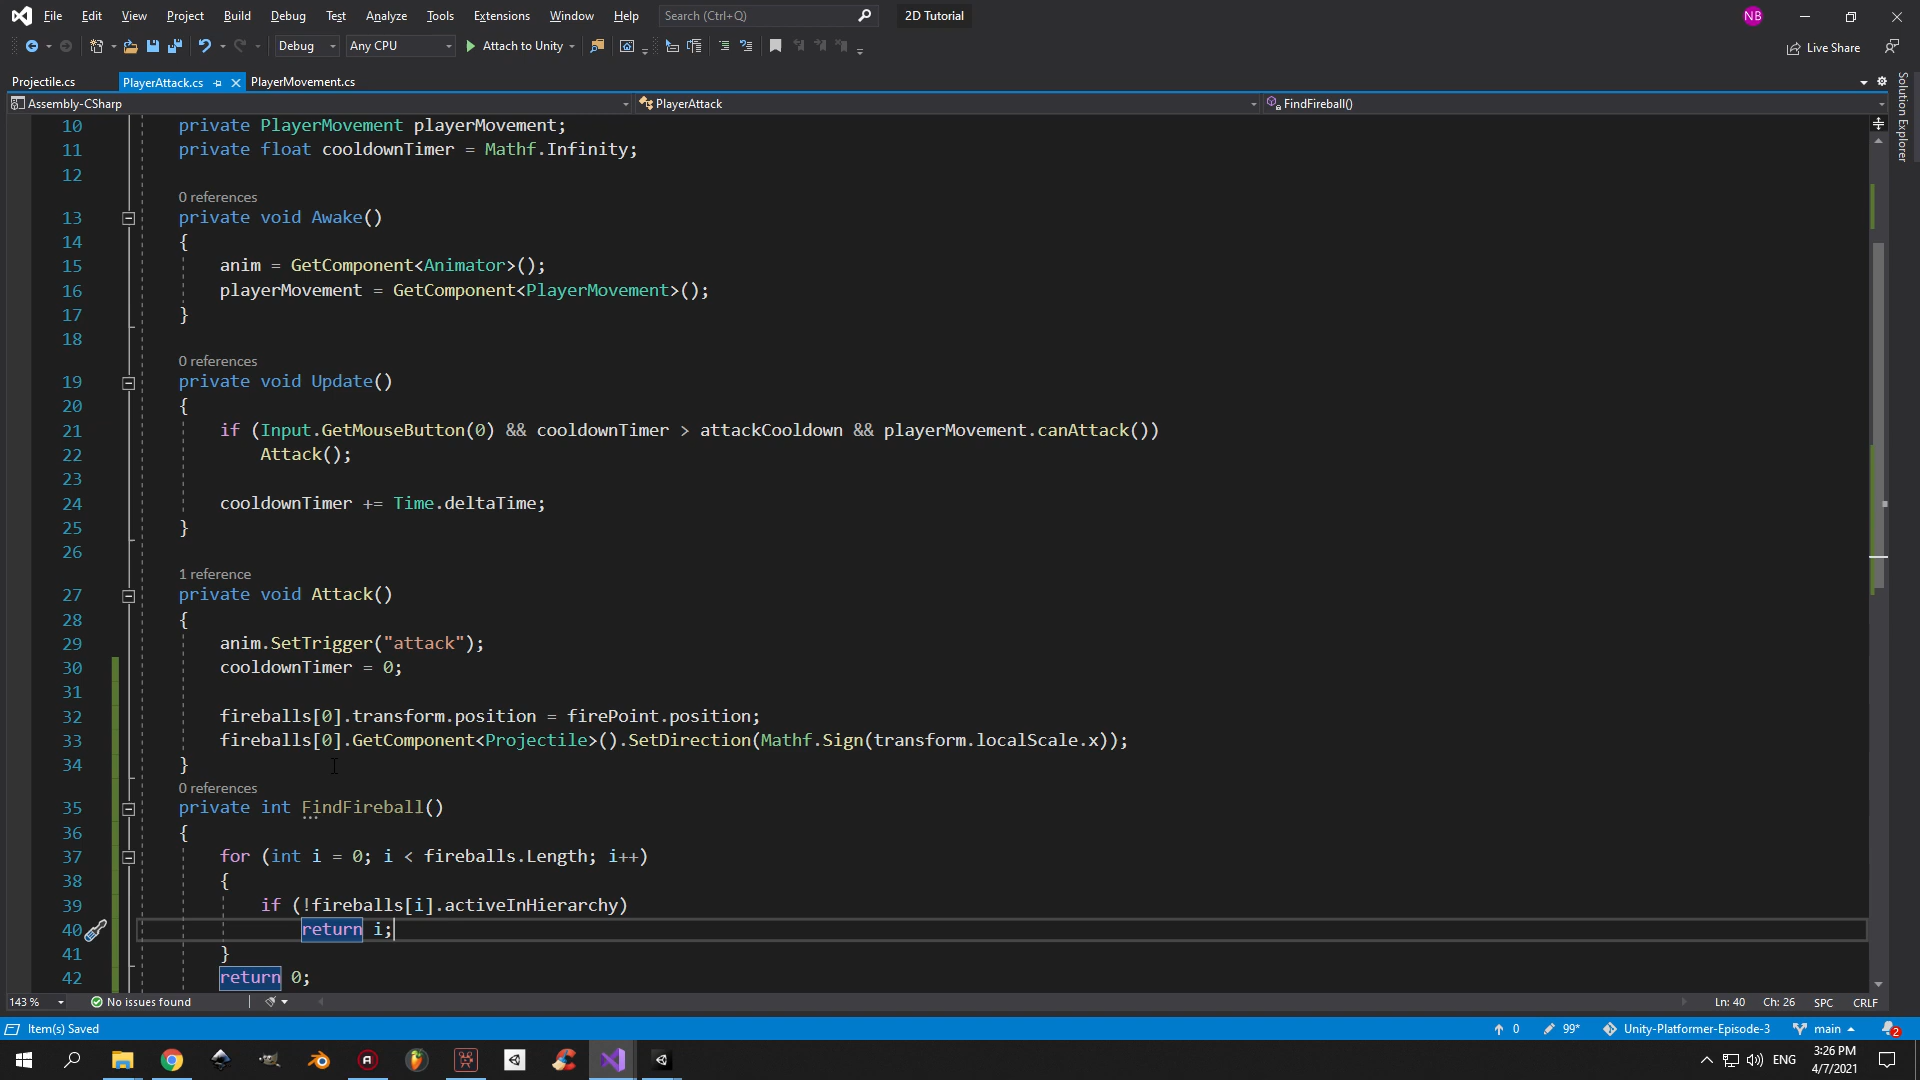 File Edit View Project Build Debug Test Analyze Tools Extensions Window Help Search (Ctrl+Q) 2D Tutorial NB
Debug Any CPU Attach to Unity Live Share
Projectile.cs PlayerAttack.cs PlayerMovement.cs
Assembly-CSharp PlayerAttack FindFireball()
Solution Explorer
10 private PlayerMovement playerMovement;
11 private float cooldownTimer = Mathf.Infinity;
12
0 references
13 private void Awake()
14 {
15 anim = GetComponent<Animator>();
16 playerMovement = GetComponent<PlayerMovement>();
17 }
18
0 references
19 private void Update()
20 {
21 if (Input.GetMouseButton(0) && cooldownTimer > attackCooldown && playerMovement.canAttack())
22 Attack();
23
24 cooldownTimer += Time.deltaTime;
25 }
26
1 reference
27 private void Attack()
28 {
29 anim.SetTrigger("attack");
30 cooldownTimer = 0;
31
32 fireballs[0].transform.position = firePoint.position;
33 fireballs[0].GetComponent<Projectile>().SetDirection(Mathf.Sign(transform.localScale.x));
34 }
0 references
35 private int FindFireball()
36 {
37 for (int i = 0; i < fireballs.Length; i++)
38 {
39 if (!fireballs[i].activeInHierarchy)
40 return i;
41 }
42 return 0;
143 % No issues found Ln: 40 Ch: 26 SPC CRLF
Item(s) Saved 0 99* Unity-Platformer-Episode-3 main 2
ENG 3:26 PM
4/7/2021